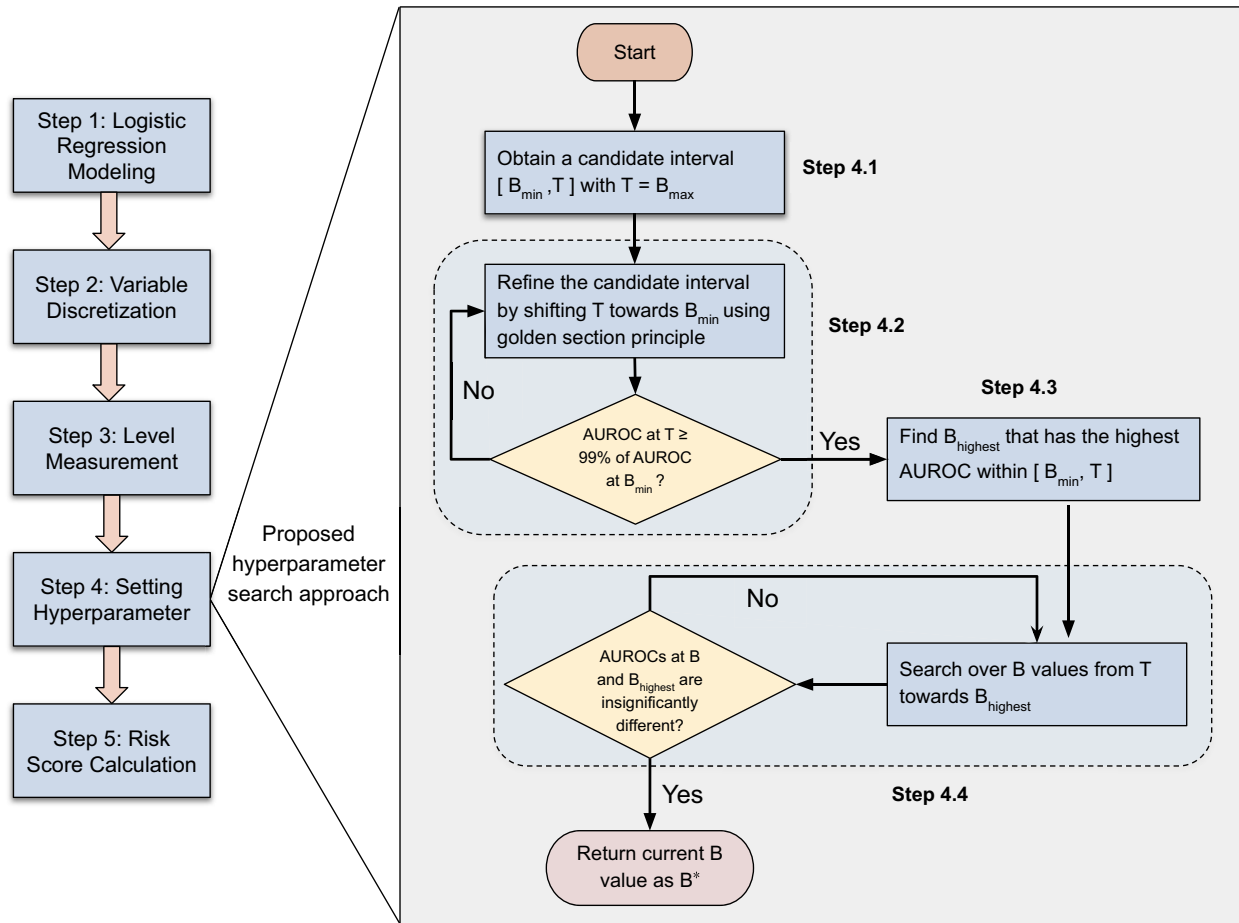 Step 1: Logistic
Regression
Modeling
Step 2: Variable
Discretization
Step 3: Level
Measurement
Step 4: Setting
Hyperparameter
Step 5: Risk
Score Calculation
Proposed
hyperparameter
search approach
Start
Obtain a candidate interval
[ Bmin ,T ] with T = Bmax
Step 4.1
Refine the candidate interval
by shifting T towards Bmin using
golden section principle
Step 4.2
No
AUROC at T ≥
99% of AUROC
at Bmin ?
Yes
Step 4.3
Find Bhighest that has the highest
AUROC within [ Bmin, T ]
No
AUROCs at B
and Bhighest are
insignificantly
different?
Search over B values from T
towards Bhighest
Step 4.4
Yes
Return current B
value as B*